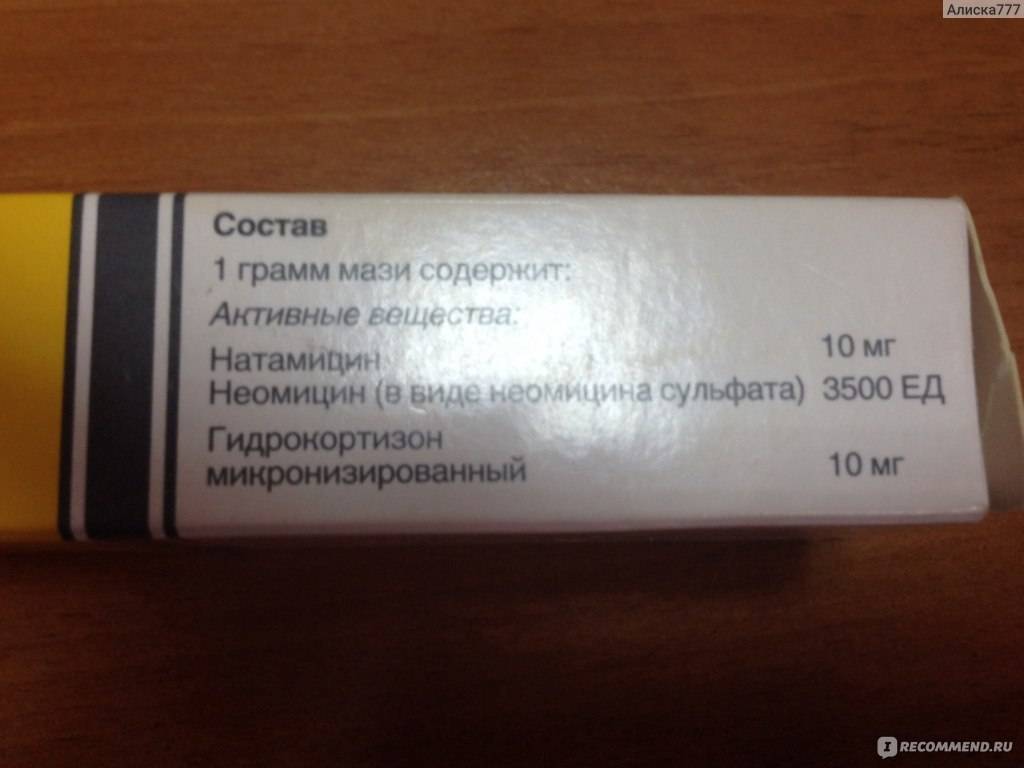 Алиска777
Состав
1 грамм мази содержит:
Активные вещества:
Натамицин 10 мг
Неомицин (в виде неомицина сульфата) 3500 ЕД
Гидрокортизон
микронизированный 10 мг
I RECOMMEND.RU